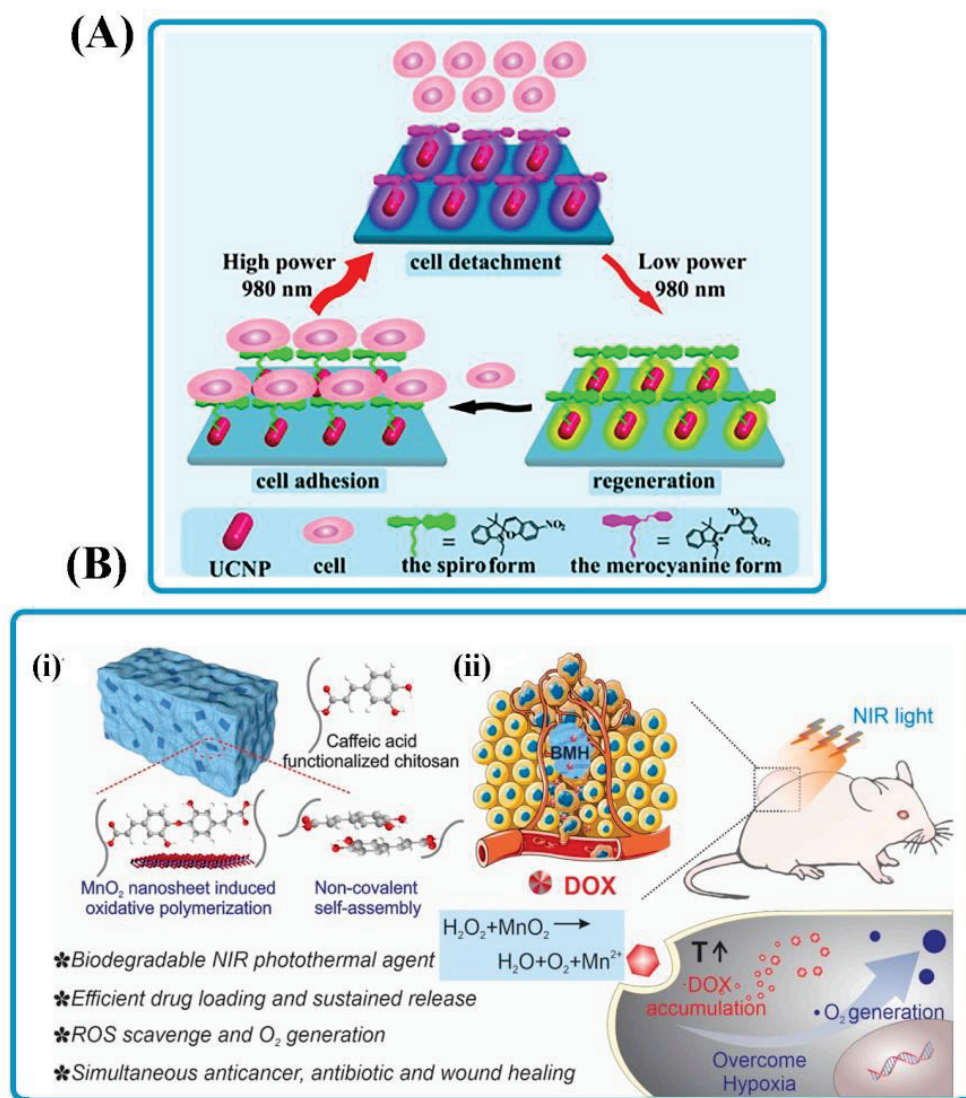 (A)
cell detachment
High power
980 nm
Low power
980 nm
cell adhesion
regeneration
UCNP
cell
=
NO₂
the spiro form
=
NO₂
the merocyanine form
(B)
(i)
Caffeic acid
functionalized chitosan
MnO₂ nanosheet induced
oxidative polymerization
Non-covalent
self-assembly
(ii)
BMH
DOX
NIR light
H₂O₂+MnO₂ →
H₂O+O₂+Mn²⁺
✽Biodegradable NIR photothermal agent
✽Efficient drug loading and sustained release
✽ROS scavenge and O₂ generation
✽Simultaneous anticancer, antibiotic and wound healing
T↑
DOX
accumulation
O₂ generation
Overcome
Hypoxia